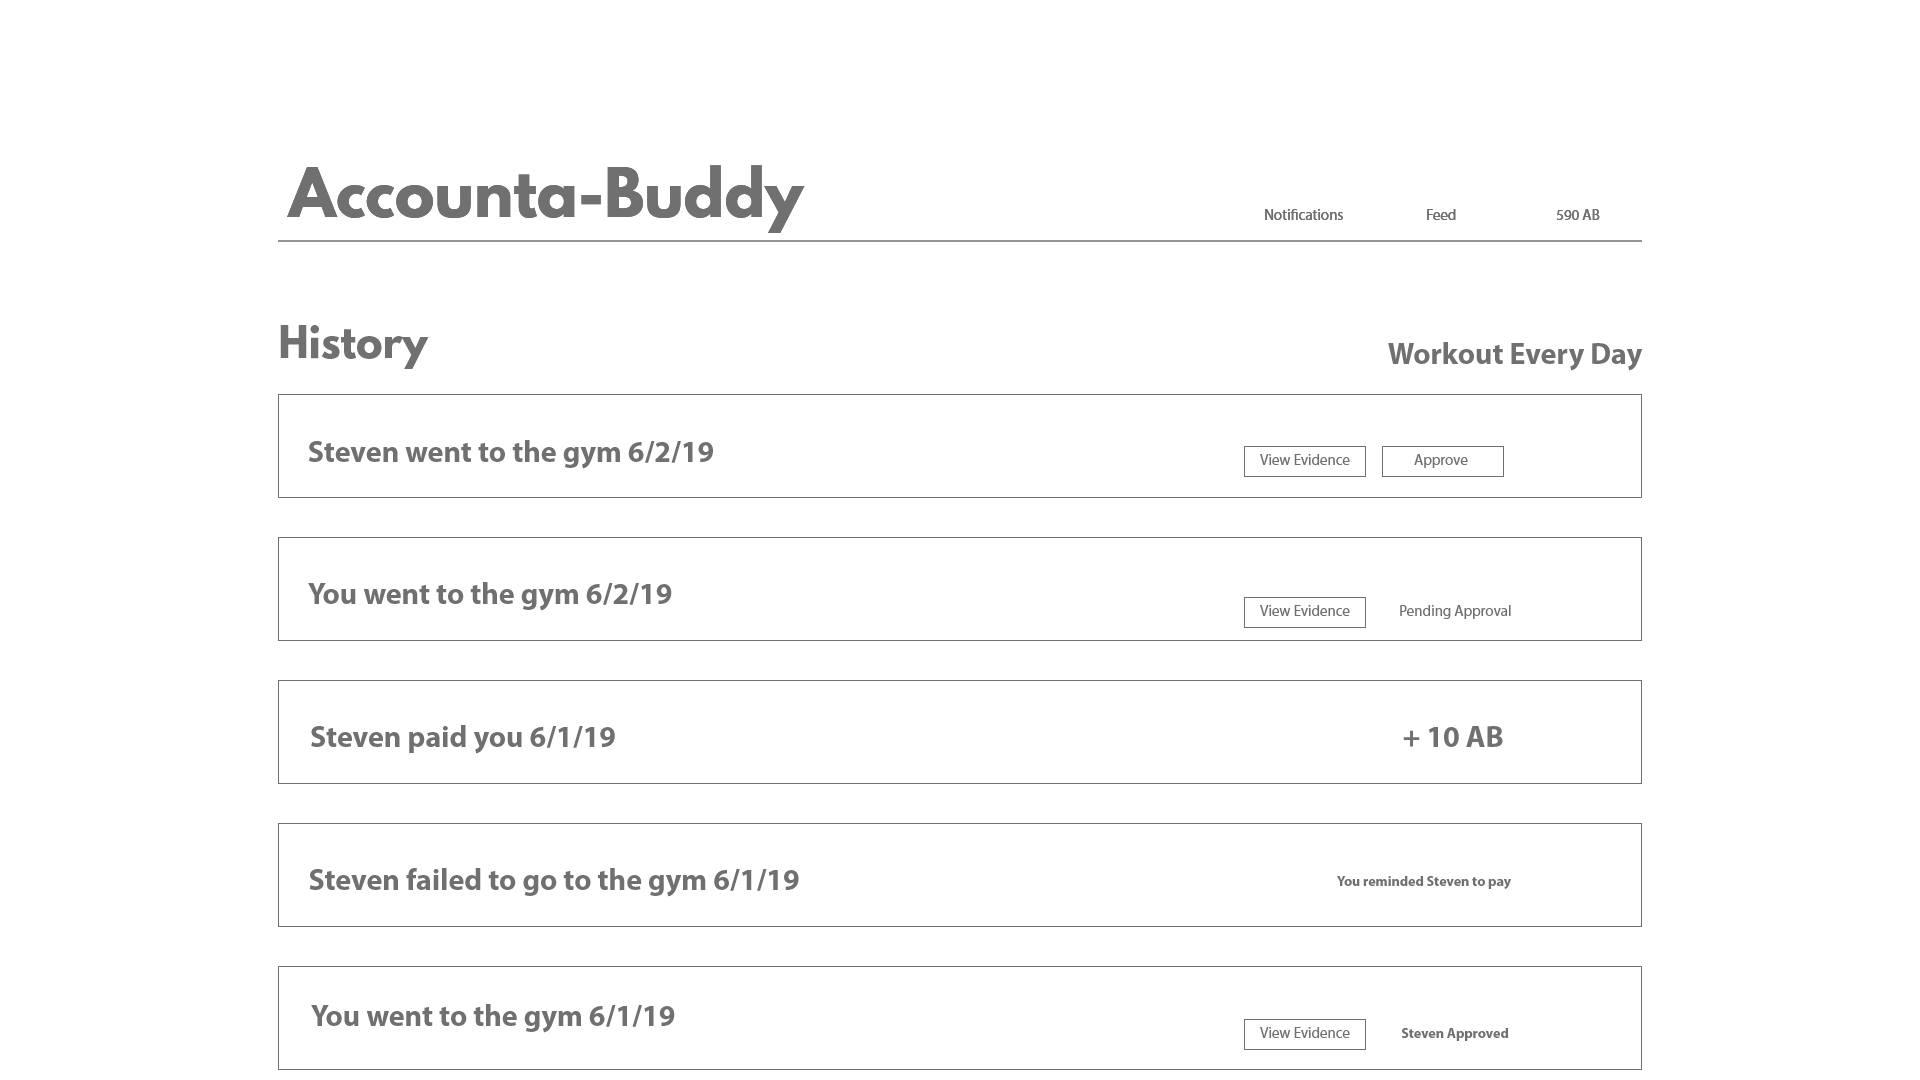 Accounta-Buddy
Notifications Feed 590 AB
History
Workout Every Day
Steven went to the gym 6/2/19
View Evidence Approve
You went to the gym 6/2/19
View Evidence Pending Approval
Steven paid you 6/1/19
+ 10 AB
Steven failed to go to the gym 6/1/19
You reminded Steven to pay
You went to the gym 6/1/19
View Evidence Steven Approved